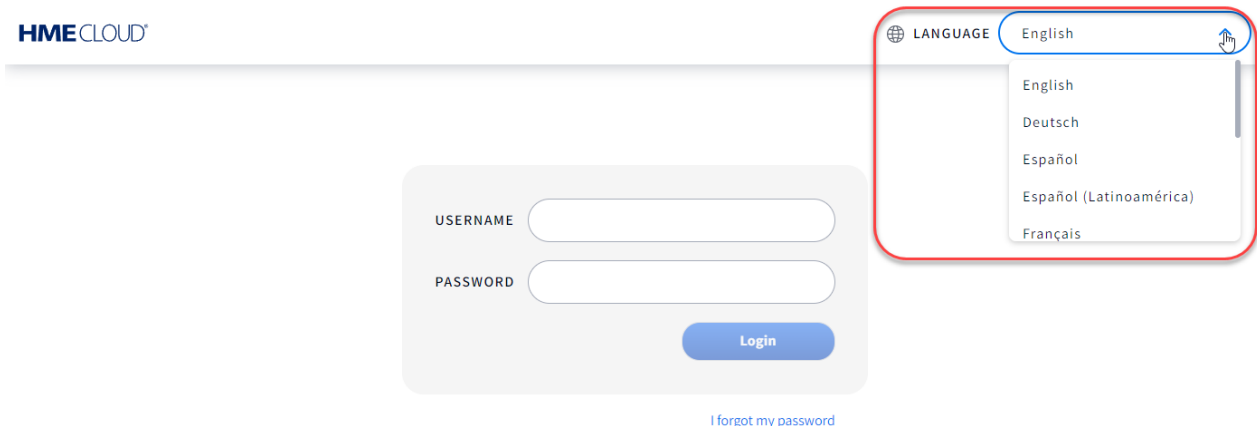 HMECLOUD®
LANGUAGE English
English
Deutsch
Español
Español (Latinoamérica)
Français
USERNAME
PASSWORD
Login
I forgot my password